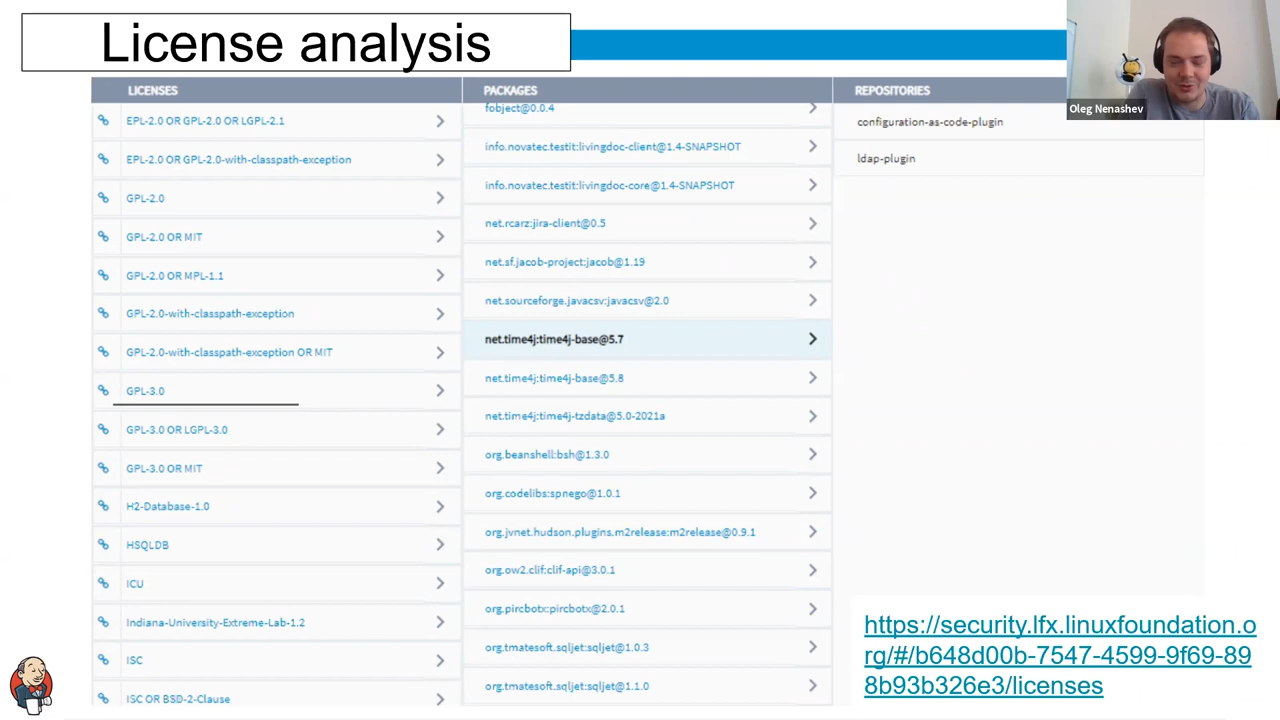 License analysis
Oleg Nenashev
LICENSES
EPL-2.0 OR GPL-2.0 OR LGPL-2.1
EPL-2.0 OR GPL-2.0-with-classpath-exception
GPL-2.0
GPL-2.0 OR MIT
GPL-2.0 OR MPL-1.1
GPL-2.0-with-classpath-exception
GPL-2.0-with-classpath-exception OR MIT
GPL-3.0
GPL-3.0 OR LGPL-3.0
GPL-3.0 OR MIT
H2-Database-1.0
HSQLDB
ICU
Indiana-University-Extreme-Lab-1.2
ISC
ISC OR BSD-2-Clause
PACKAGES
fobject@0.0.4
info.novatec.testit:livingdoc-client@1.4-SNAPSHOT
info.novatec.testit:livingdoc-core@1.4-SNAPSHOT
net.rcarz:jira-client@0.5
net.sf.jacob-project:jacob@1.19
net.sourceforge.javacsv:javacsv@2.0
net.time4j:time4j-base@5.7
net.time4j:time4j-base@5.8
net.time4j:time4j-tzdata@5.0-2021a
org.beanshell:bsh@1.3.0
org.codelibs:spnego@1.0.1
org.jvnet.hudson.plugins.m2release:m2release@0.9.1
org.ow2.clif:clif-api@3.0.1
org.pircbotx:pircbotx@2.0.1
org.tmatesoft.sqljet:sqljet@1.0.3
org.tmatesoft.sqljet:sqljet@1.1.0
REPOSITORIES
configuration-as-code-plugin
ldap-plugin
https://security.lfx.linuxfoundation.o
rg/#/b648d00b-7547-4599-9f69-89
8b93b326e3/licenses